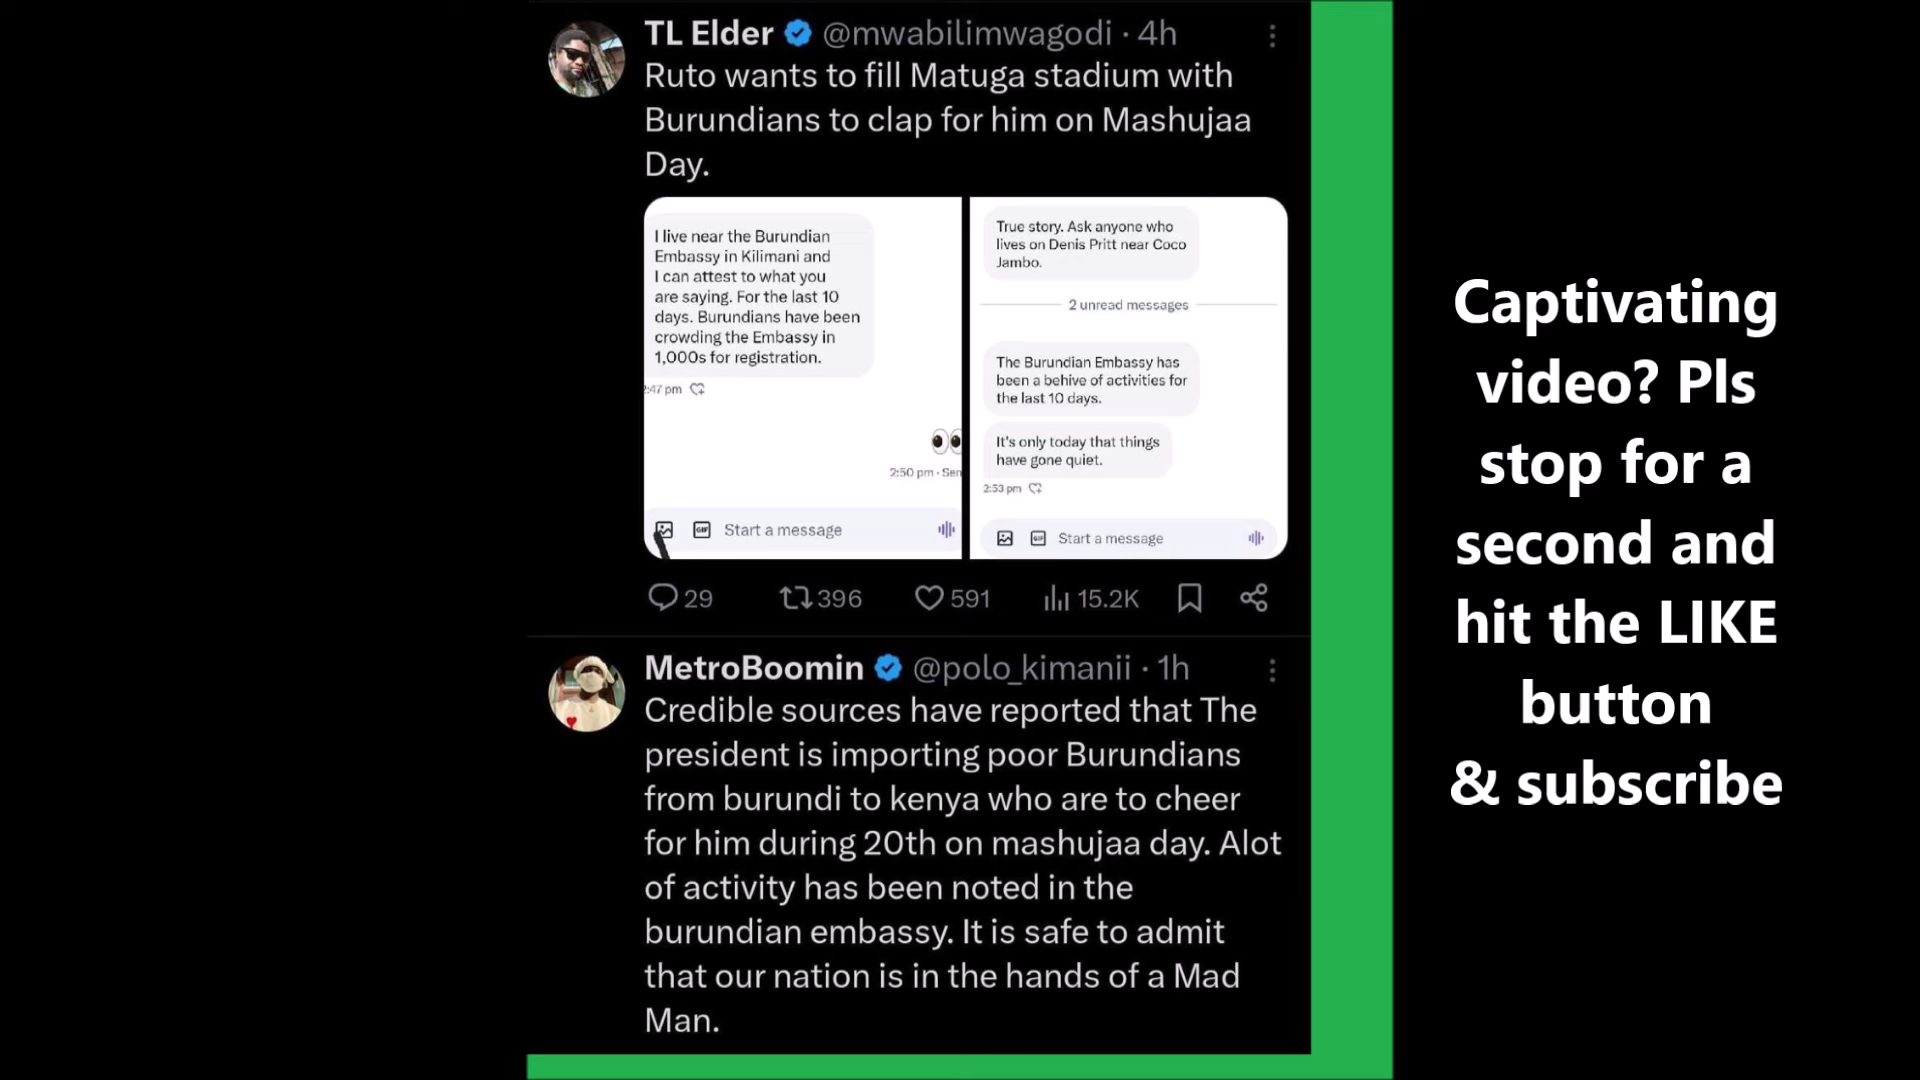 TL Elder @mwabilimwagodi · 4h
Ruto wants to fill Matuga stadium with
Burundians to clap for him on Mashujaa
Day.
I live near the Burundian
Embassy in Kilimani and
I can attest to what you
are saying. For the last 10
days. Burundians have been
crowding the Embassy in
1,000s for registration.
:47 pm
2:50 pm · Sen
GIF
Start a message
True story. Ask anyone who
lives on Denis Pritt near Coco
Jambo.
2 unread messages
The Burundian Embassy has
been a behive of activities for
the last 10 days.
It's only today that things
have gone quiet.
2:53 pm
GIF
Start a message
29 396 591 15.2K
MetroBoomin @polo_kimanii · 1h
Credible sources have reported that The
president is importing poor Burundians
from burundi to kenya who are to cheer
for him during 20th on mashujaa day. Alot
of activity has been noted in the
burundian embassy. It is safe to admit
that our nation is in the hands of a Mad
Man.
Captivating
video? Pls
stop for a
second and
hit the LIKE
button
& subscribe